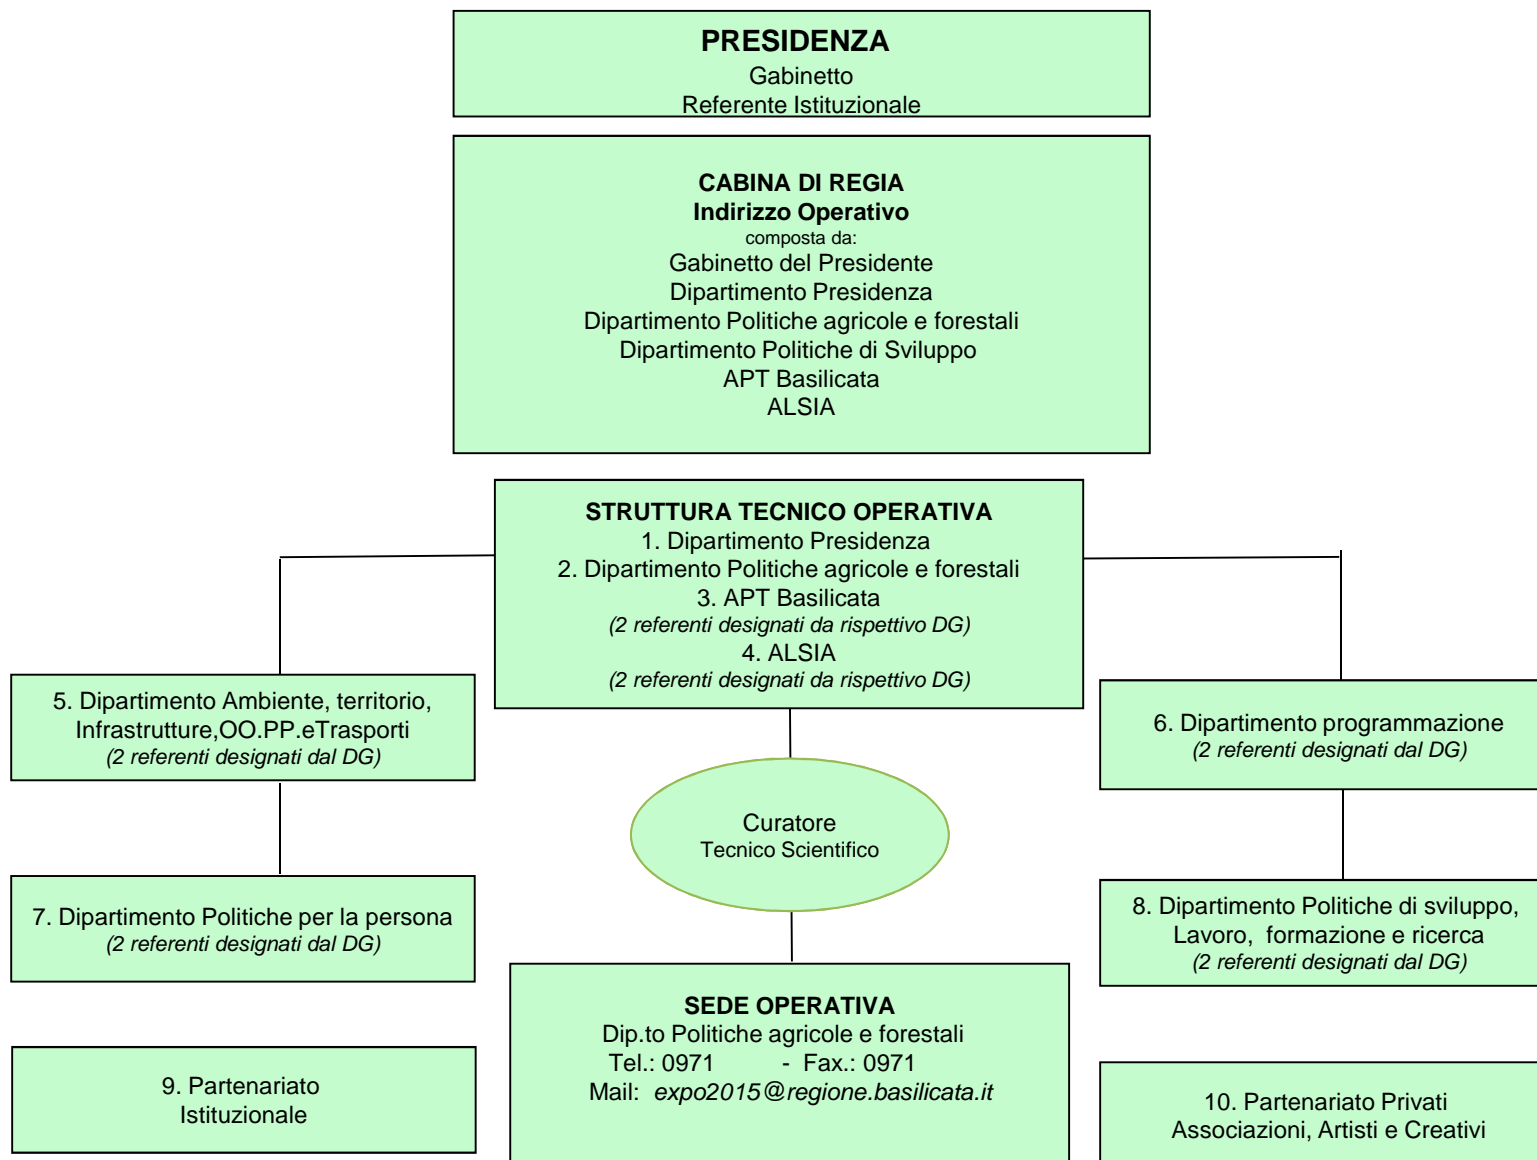 PRESIDENZA
Gabinetto
Referente Istituzionale
CABINA DI REGIA
Indirizzo Operativo
composta da:
Gabinetto del Presidente
Dipartimento Presidenza
Dipartimento Politiche agricole e forestali
Dipartimento Politiche di Sviluppo
APT Basilicata
ALSIA
STRUTTURA TECNICO OPERATIVA
1. Dipartimento Presidenza
2. Dipartimento Politiche agricole e forestali
3. APT Basilicata
(2 referenti designati da rispettivo DG)
4. ALSIA
(2 referenti designati da rispettivo DG)
5. Dipartimento Ambiente, territorio,
Infrastrutture,OO.PP.eTrasporti
(2 referenti designati dal DG)
6. Dipartimento programmazione
(2 referenti designati dal DG)
Curatore
Tecnico Scientifico
7. Dipartimento Politiche per la persona
(2 referenti designati dal DG)
8. Dipartimento Politiche di sviluppo,
Lavoro, formazione e ricerca
(2 referenti designati dal DG)
SEDE OPERATIVA
Dip.to Politiche agricole e forestali
Tel.: 0971 - Fax.: 0971
Mail: expo2015@regione.basilicata.it
9. Partenariato
Istituzionale
10. Partenariato Privati
Associazioni, Artisti e Creativi